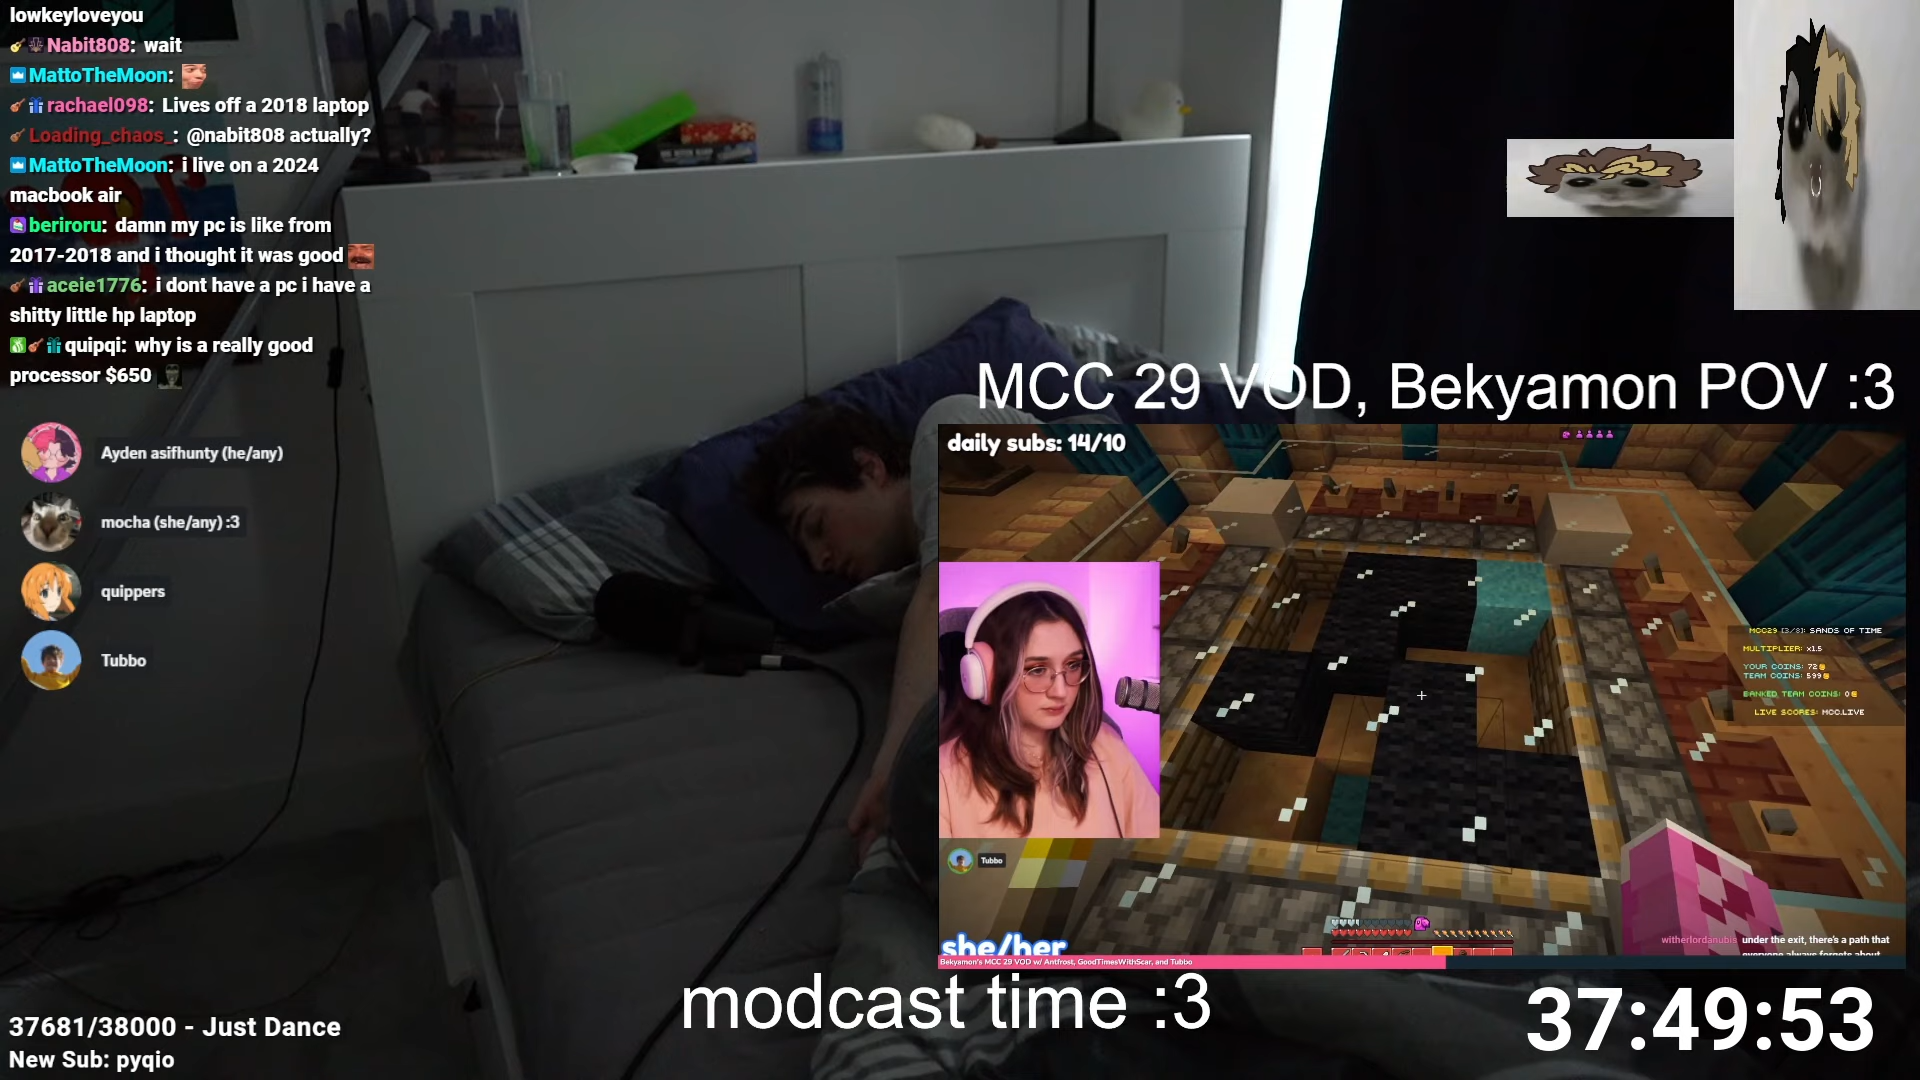 lowkeyloveyou
Nabit808: wait
MattoTheMoon:
rachael098: Lives off a 2018 laptop
Loading_chaos_: @nabit808 actually?
MattoTheMoon: i live on a 2024
macbook air
beriroru: damn my pc is like from
2017-2018 and i thought it was good
aceie1776: i dont have a pc i have a
shitty little hp laptop
quipqi: why is a really good
processor $650
Ayden asifhunty (he/any)
mocha (she/any) :3
quippers
Tubbo
MCC 29 VOD, Bekyamon POV :3
daily subs: 14/10
MCC29 [3/8]: SANDS OF TIME
MULTIPLIER: x1.5
YOUR COINS: 72
TEAM COINS: 599
BANKED TEAM COINS: 0
LIVE SCORES: MCC.LIVE
Tubbo
she/her
witherlordanubis under the exit, there's a path that
everyone always forgets about
Bekyamon's MCC 29 VOD w/ Antfrost, GoodTimesWithScar, and Tubbo
modcast time :3
37:49:53
37681/38000 - Just Dance
New Sub: pyqio